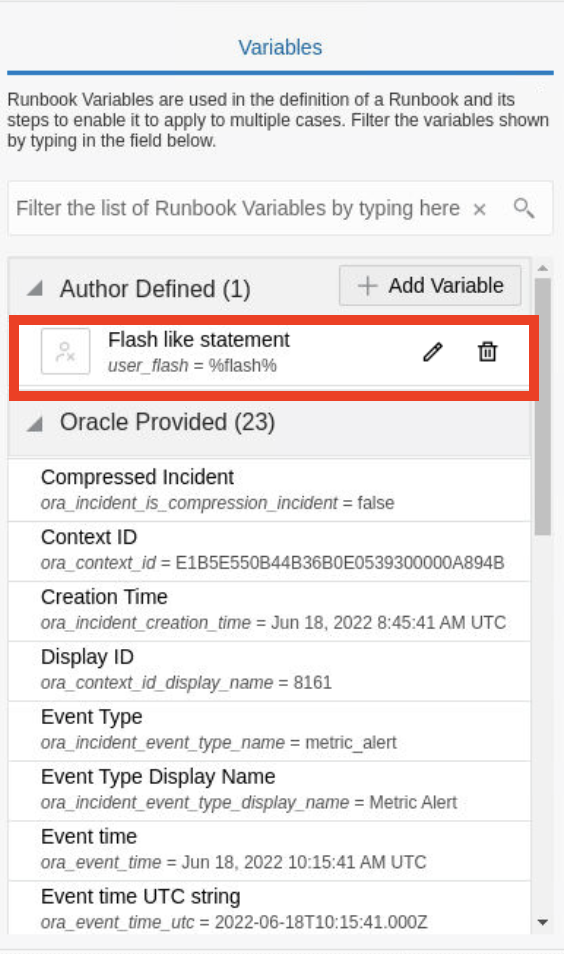 Variables
Runbook Variables are used in the definition of a Runbook and its
steps to enable it to apply to multiple cases. Filter the variables shown
by typing in the field below.
Filter the list of Runbook Variables by typing here
Author Defined (1)
Add Variable
Flash like statement
user_flash = %flash%
Oracle Provided (23)
Compressed Incident
ora_incident_is_compression_incident = false
Context ID
ora_context_id = E1B5E550B44B36B0E0539300000A894B
Creation Time
ora_incident_creation_time = Jun 18, 2022 8:45:41 AM UTC
Display ID
ora_context_id_display_name = 8161
Event Type
ora_incident_event_type_name = metric_alert
Event Type Display Name
ora_incident_event_type_display_name = Metric Alert
Event time
ora_event_time = Jun 18, 2022 10:15:41 AM UTC
Event time UTC string
ora_event_time_utc = 2022-06-18T10:15:41.000Z